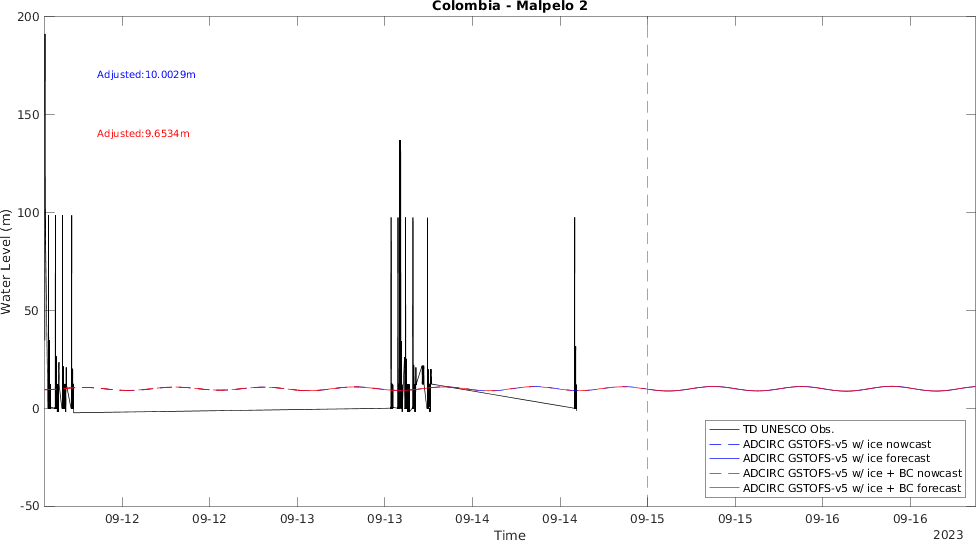 Colombia - Malpelo 2
200
150
100
50
0
-50
Water Level (m)
Adjusted:10.0029m
Adjusted:9.6534m
TD UNESCO Obs.
ADCIRC GSTOFS-v5 w/ ice nowcast
ADCIRC GSTOFS-v5 w/ ice forecast
ADCIRC GSTOFS-v5 w/ ice + BC nowcast
ADCIRC GSTOFS-v5 w/ ice + BC forecast
09-12 09-12 09-13 09-13 09-14 09-14 09-15 09-15 09-16 09-16
Time
2023